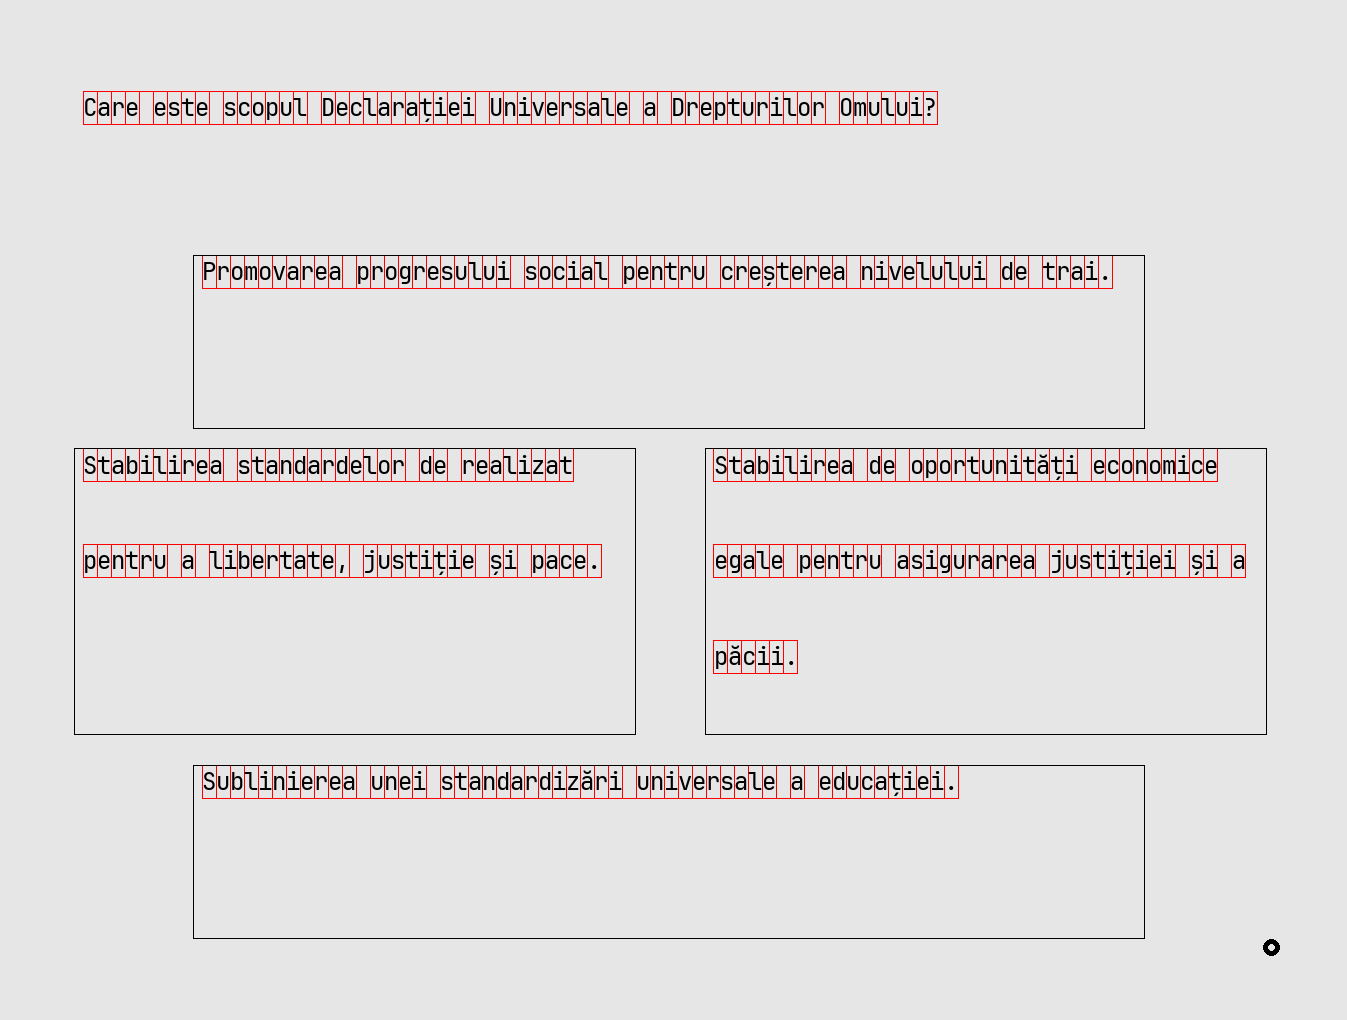 Care este scopul Declarației Universale a Drepturilor Omului?
Promovarea progresului social pentru creșterea nivelului de trai.
Stabilirea standardelor de realizat
pentru a libertate, justiție și pace.
Stabilirea de oportunități economice
egale pentru asigurarea justiției și a
păcii.
Sublinierea unei standardizări universale a educației.